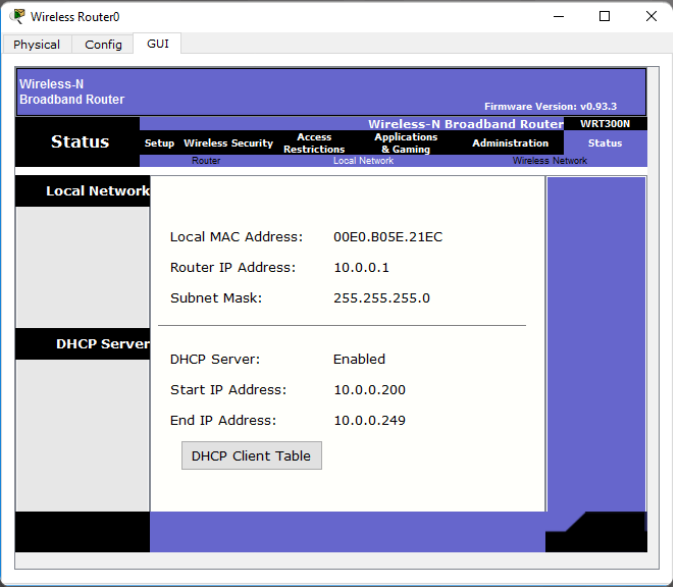 Wireless Router0
Physical Config GUI
Wireless-N
Broadband Router
Firmware Version: v0.93.3
Wireless-N Broadband Router WRT300N
Status
Setup Wireless Security Access Restrictions Applications & Gaming Administration Status
Router Local Network Wireless Network
Local Network
Local MAC Address: 00E0.B05E.21EC
Router IP Address: 10.0.0.1
Subnet Mask: 255.255.255.0
DHCP Server
DHCP Server: Enabled
Start IP Address: 10.0.0.200
End IP Address: 10.0.0.249
DHCP Client Table